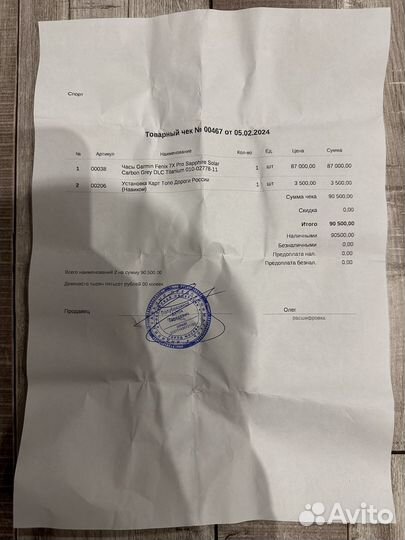 Спорт
Товарный чек № 00467 от 05.02.2024
№ Артикул Наименование Кол-во Ед. Цена Сумма
1 00038 Часы Garmin Fenix 7X Pro Sapphire Solar 1 шт 87 000,00 87 000,00
Carbon Grey DLC Titanium 010-02778-11
2 00206 Установка Карт Топо Дороги России 1 шт 3 500,00 3 500,00
(Навиком)
Сумма чека 90 500,00
Скидка 0,00
Итого 90 500,00
Наличными 90500,00
Безналичными 0,00
Предоплата нал. 0,00
Предоплата безнал. 0,00
Всего наименований 2 на сумму 90 500.00
Девяносто тысяч пятьсот рублей 00 копеек
Продавец Олег
расшифровка
Avito